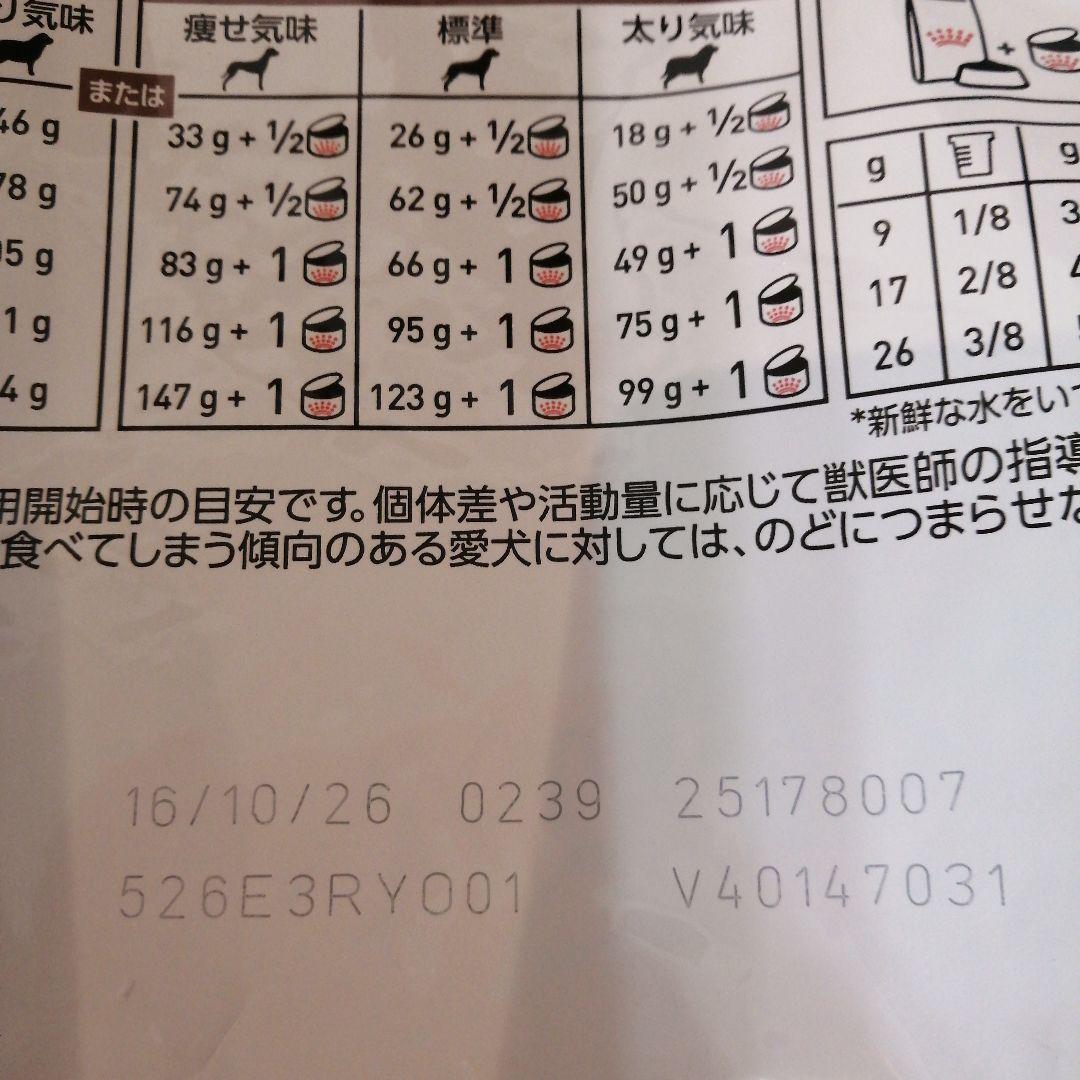 り気味 痩せ気味 標準 太り気味
または
46 g 33 g + ½ 26 g + ½ 18 g + ½
78 g 74 g + ½ 62 g + ½ 50 g + ½
05 g 83 g + 1 66 g + 1 49 g + 1
1 g 116 g + 1 95 g + 1 75 g + 1
4 g 147 g + 1 123 g + 1 99 g + 1
+
g g
9 1/8 3
17 2/8
26 3/8
*新鮮な水をいつ
用開始時の目安です。個体差や活動量に応じて獣医師の指導
食べてしまう傾向のある愛犬に対しては、のどにつまらせな
16/10/26 0239 25178007
526E3RY001 V40147031